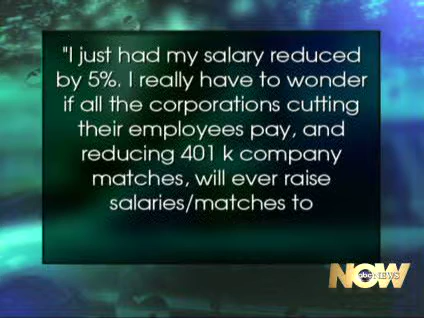 "I just had my salary reduced
by 5%. I really have to wonder
if all the corporations cutting
their employees pay, and
reducing 401 k company
matches, will ever raise
salaries/matches to
NOW
abc NEWS